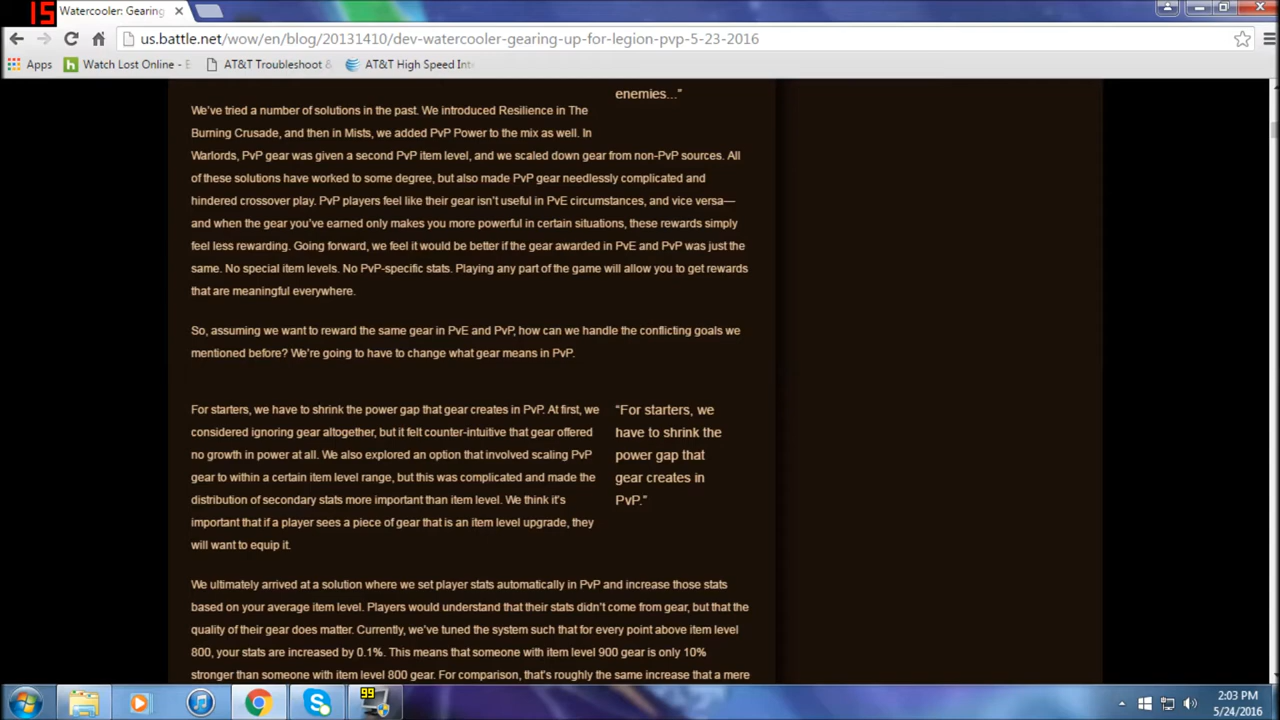 15
Watercooler: Gearing
us.battle.net/wow/en/blog/20131410/dev-watercooler-gearing-up-for-legion-pvp-5-23-2016
Apps
Watch Lost Online - E
AT&T Troubleshoot &
AT&T High Speed Inte
enemies..."
We've tried a number of solutions in the past. We introduced Resilience in The
Burning Crusade, and then in Mists, we added PvP Power to the mix as well. In
Warlords, PvP gear was given a second PvP item level, and we scaled down gear from non-PvP sources. All
of these solutions have worked to some degree, but also made PvP gear needlessly complicated and
hindered crossover play. PvP players feel like their gear isn't useful in PvE circumstances, and vice versa—
and when the gear you've earned only makes you more powerful in certain situations, these rewards simply
feel less rewarding. Going forward, we feel it would be better if the gear awarded in PvE and PvP was just the
same. No special item levels. No PvP-specific stats. Playing any part of the game will allow you to get rewards
that are meaningful everywhere.
So, assuming we want to reward the same gear in PvE and PvP, how can we handle the conflicting goals we
mentioned before? We're going to have to change what gear means in PvP.
For starters, we have to shrink the power gap that gear creates in PvP. At first, we
considered ignoring gear altogether, but it felt counter-intuitive that gear offered
no growth in power at all. We also explored an option that involved scaling PvP
gear to within a certain item level range, but this was complicated and made the
distribution of secondary stats more important than item level. We think it's
important that if a player sees a piece of gear that is an item level upgrade, they
will want to equip it.
"For starters, we
have to shrink the
power gap that
gear creates in
PvP."
We ultimately arrived at a solution where we set player stats automatically in PvP and increase those stats
based on your average item level. Players would understand that their stats didn't come from gear, but that the
quality of their gear does matter. Currently, we've tuned the system such that for every point above item level
800, your stats are increased by 0.1%. This means that someone with item level 900 gear is only 10%
stronger than someone with item level 800 gear. For comparison, that's roughly the same increase that a mere
99
2:03 PM
5/24/2016